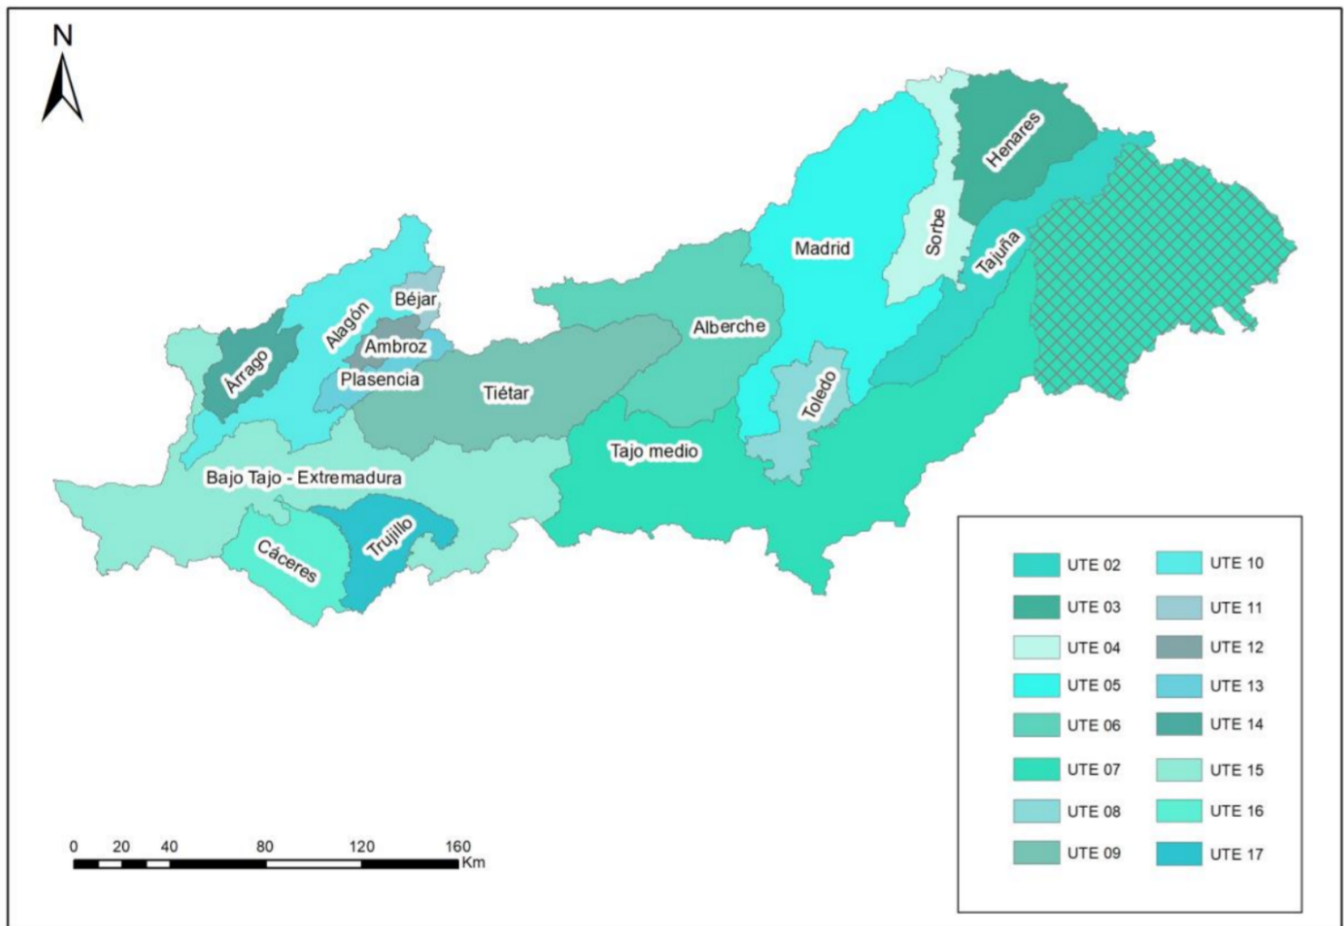 N
Henares
Sorbe
Madrid
Tajuña
Béjar
Alagón
Alberche
Ambroz
Árrago
Plasencia
Tiétar
Toledo
Tajo medio
Bajo Tajo - Extremadura
Trujillo
Cáceres
UTE 02
UTE 10
UTE 03
UTE 11
UTE 04
UTE 12
UTE 05
UTE 13
UTE 06
UTE 14
UTE 07
UTE 15
UTE 08
UTE 16
UTE 09
UTE 17
0 20 40 80 120 160
Km